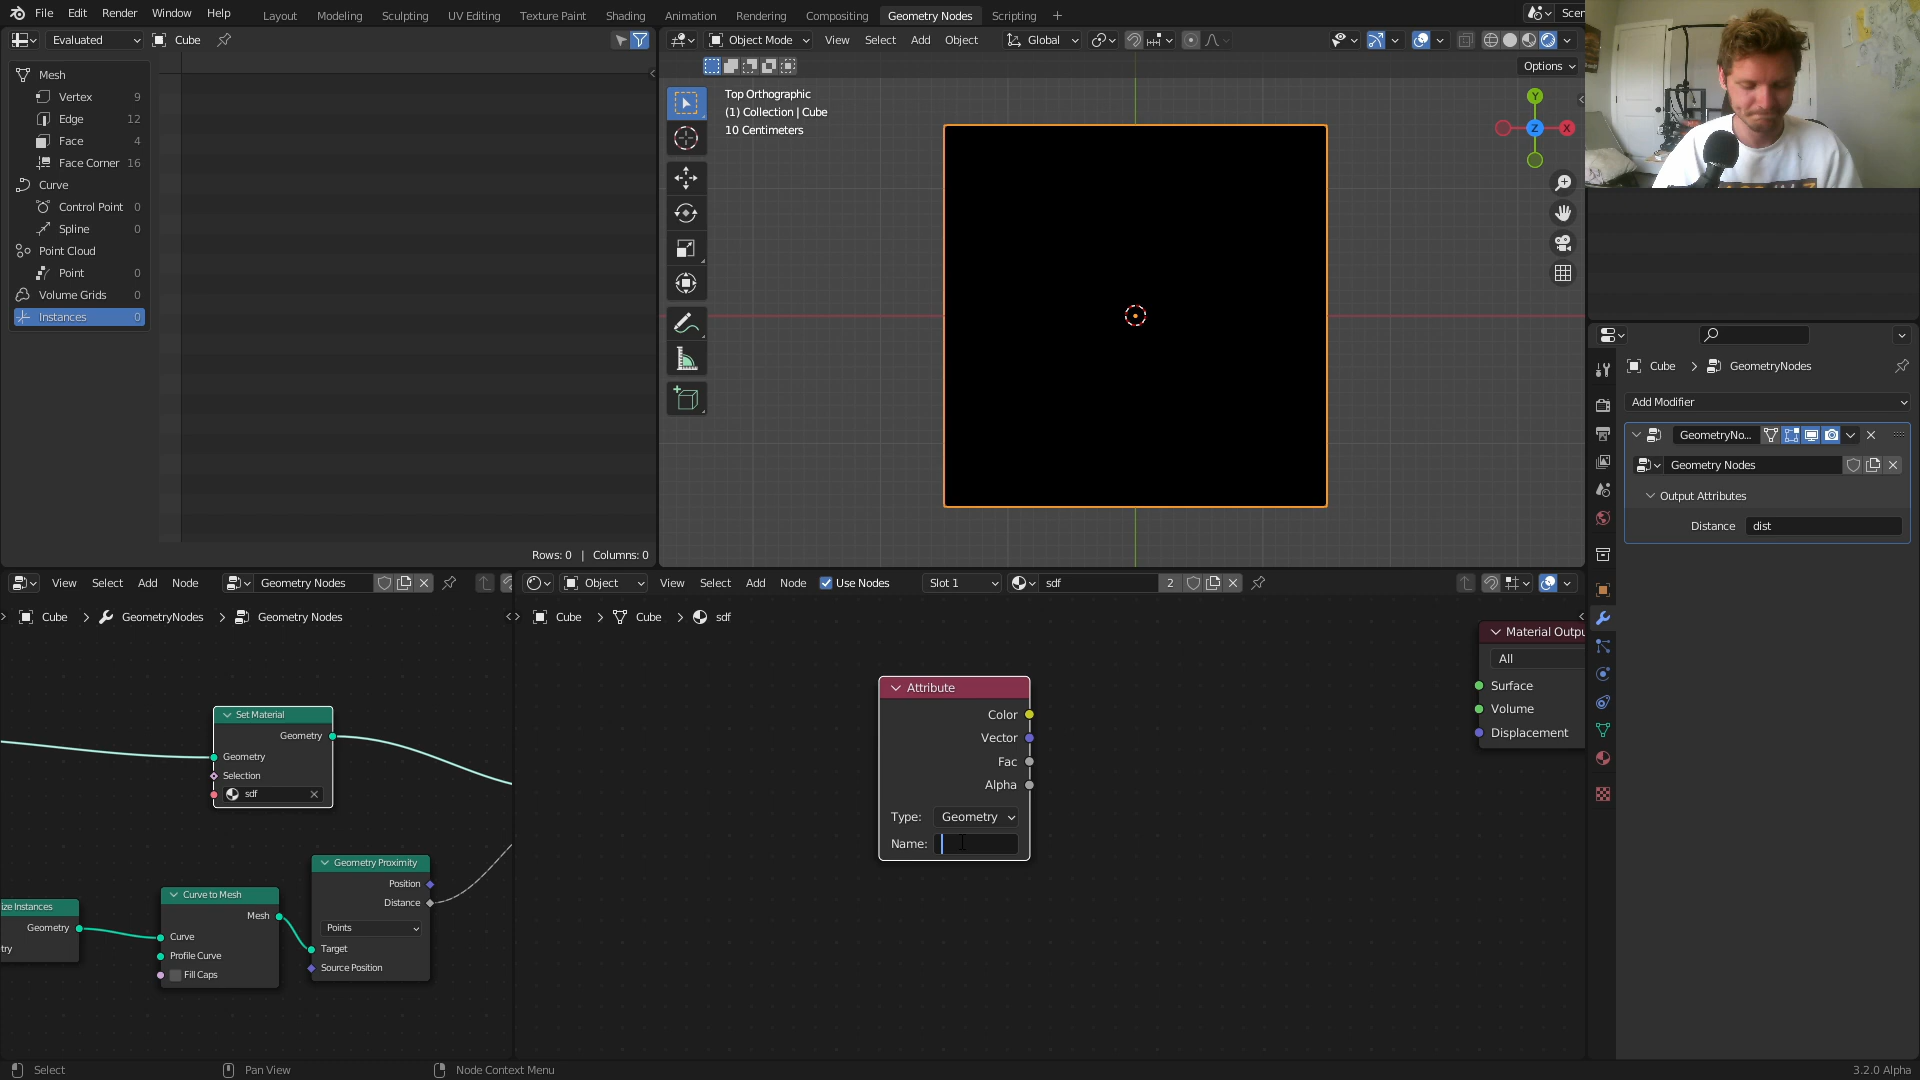 File Edit Render Window Help
Layout Modeling Sculpting UV Editing Texture Paint Shading Animation Rendering Compositing Geometry Nodes Scripting +
Scen
Evaluated Cube
Mesh
Vertex 9
Edge 12
Face 4
Face Corner 16
Curve
Control Point 0
Spline 0
Point Cloud
Point 0
Volume Grids 0
Instances 0
Rows: 0 | Columns: 0
Object Mode View Select Add Object Global
Options
Top Orthographic
(1) Collection | Cube
10 Centimeters
Y
X
Z
Cube GeometryNodes
Add Modifier
GeometryNo...
Geometry Nodes
Output Attributes
Distance dist
View Select Add Node Geometry Nodes
Cube GeometryNodes Geometry Nodes
Set Material
Geometry
Geometry
Selection
sdf
ize Instances
Geometry
try
Curve to Mesh
Mesh
Curve
Profile Curve
Fill Caps
Geometry Proximity
Position
Distance
Points
Target
Source Position
Object View Select Add Node Use Nodes Slot 1 sdf 2
Cube Cube sdf
Attribute
Color
Vector
Fac
Alpha
Type: Geometry
Name:
Material Outpu
All
Surface
Volume
Displacement
Select Pan View Node Context Menu 3.2.0 Alpha